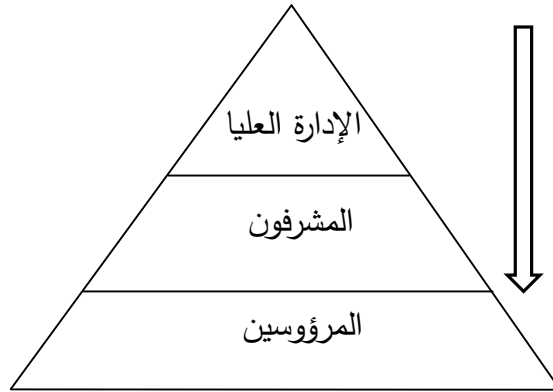 الإدارة العليا
المشرفون
المرؤوسين